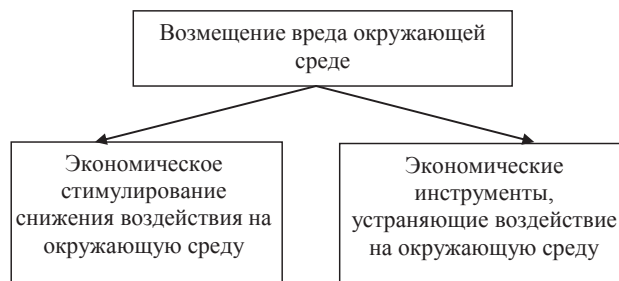 Возмещение вреда окружающей
среде
Экономическое
стимулирование
снижения воздействия на
окружающую среду
Экономические
инструменты,
устраняющие воздействие
на окружающую среду